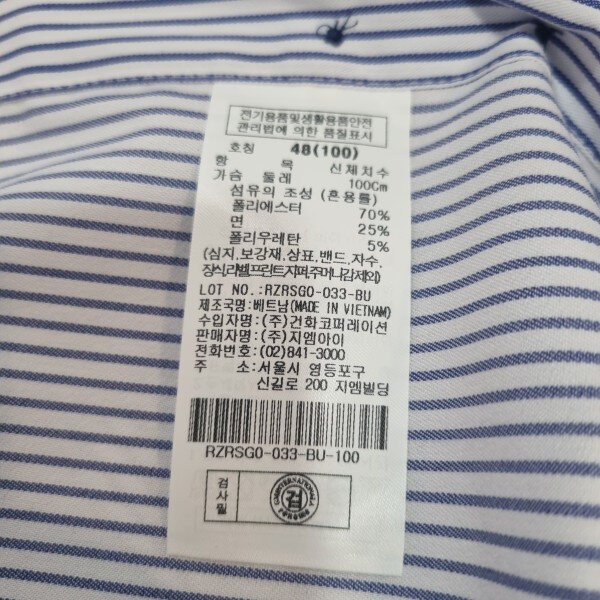 전기용품및생활용품안전
관리법에 의한 품질표시
호칭 48(100)
항 목 신체치수
가슴 둘레 100Cm
섬유의 조성 (혼용률)
폴리에스터 70%
면 25%
폴리우레탄 5%
(심지,보강재,상표,밴드,자수,
장식,라벨,프린트,지퍼,주머니감제외)
LOT NO.:RZRSG0-033-BU
제조국명:베트남(MADE IN VIETNAM)
수입자명:(주)건화코퍼레이션
판매자명:(주)지엠아이
전화번호:(02)841-3000
주 소:서울시 영등포구
신길로 200 지엠빌딩
RZRSG0-033-BU-100
검사필
검